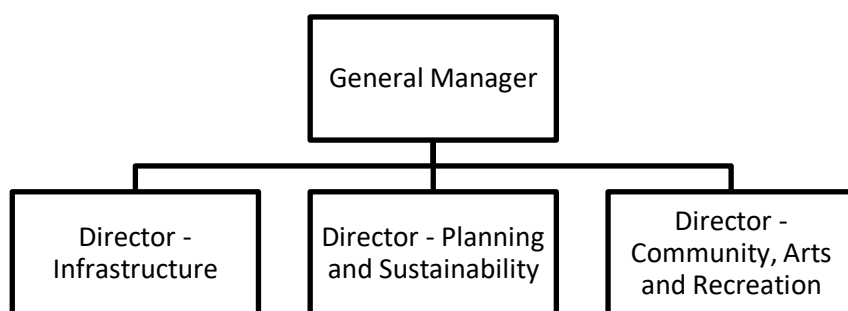 General Manager
Director -
Infrastructure
Director - Planning
and Sustainability
Director -
Community, Arts
and Recreation